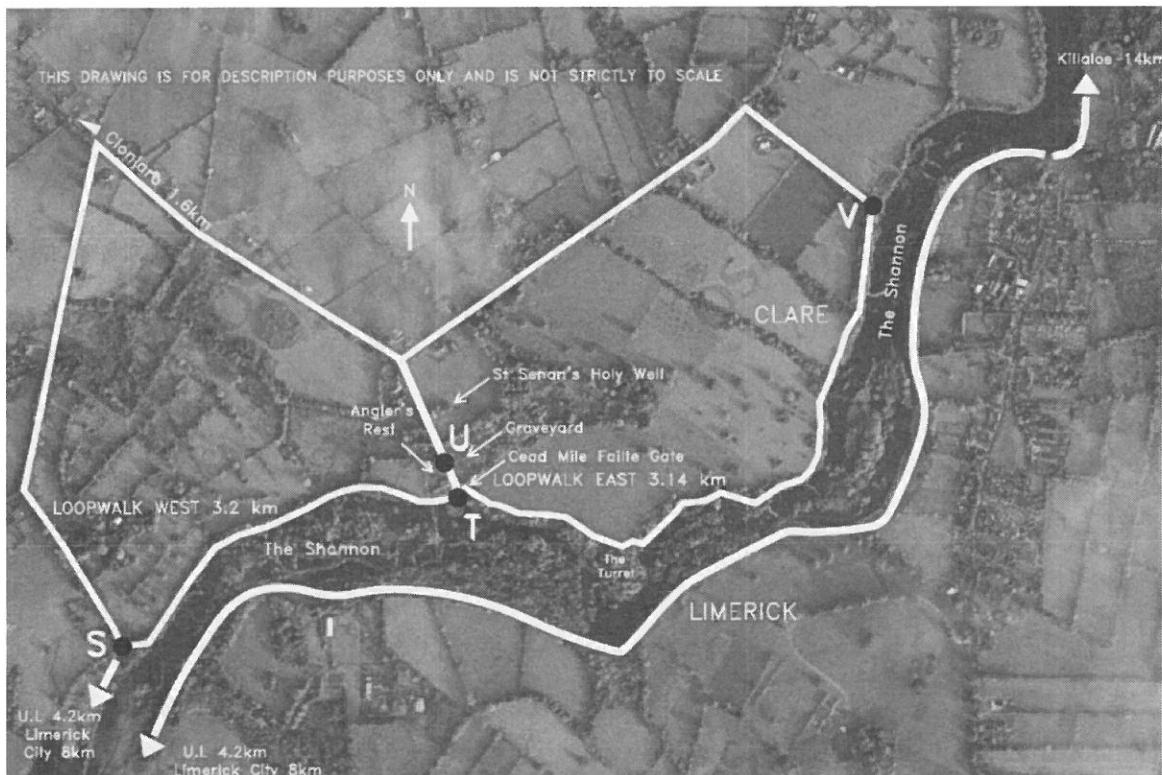 THIS DRAWING IS FOR DESCRIPTION PURPOSES ONLY AND IS NOT STRICTLY TO SCALE
Killaloe 14km
Clonlara 1.6km
N
V
The Shannon
CLARE
St Senan's Holy Well
Angler's
Rest
U
Graveyard
Cead Mile Failte Gate
LOOPWALK EAST 3.14 km
LOOPWALK WEST 3.2 km
T
The Shannon
The
Turret
LIMERICK
S
U.L 4.2km
Limerick
City 8km
U.L 4.2km
Limerick City 8km